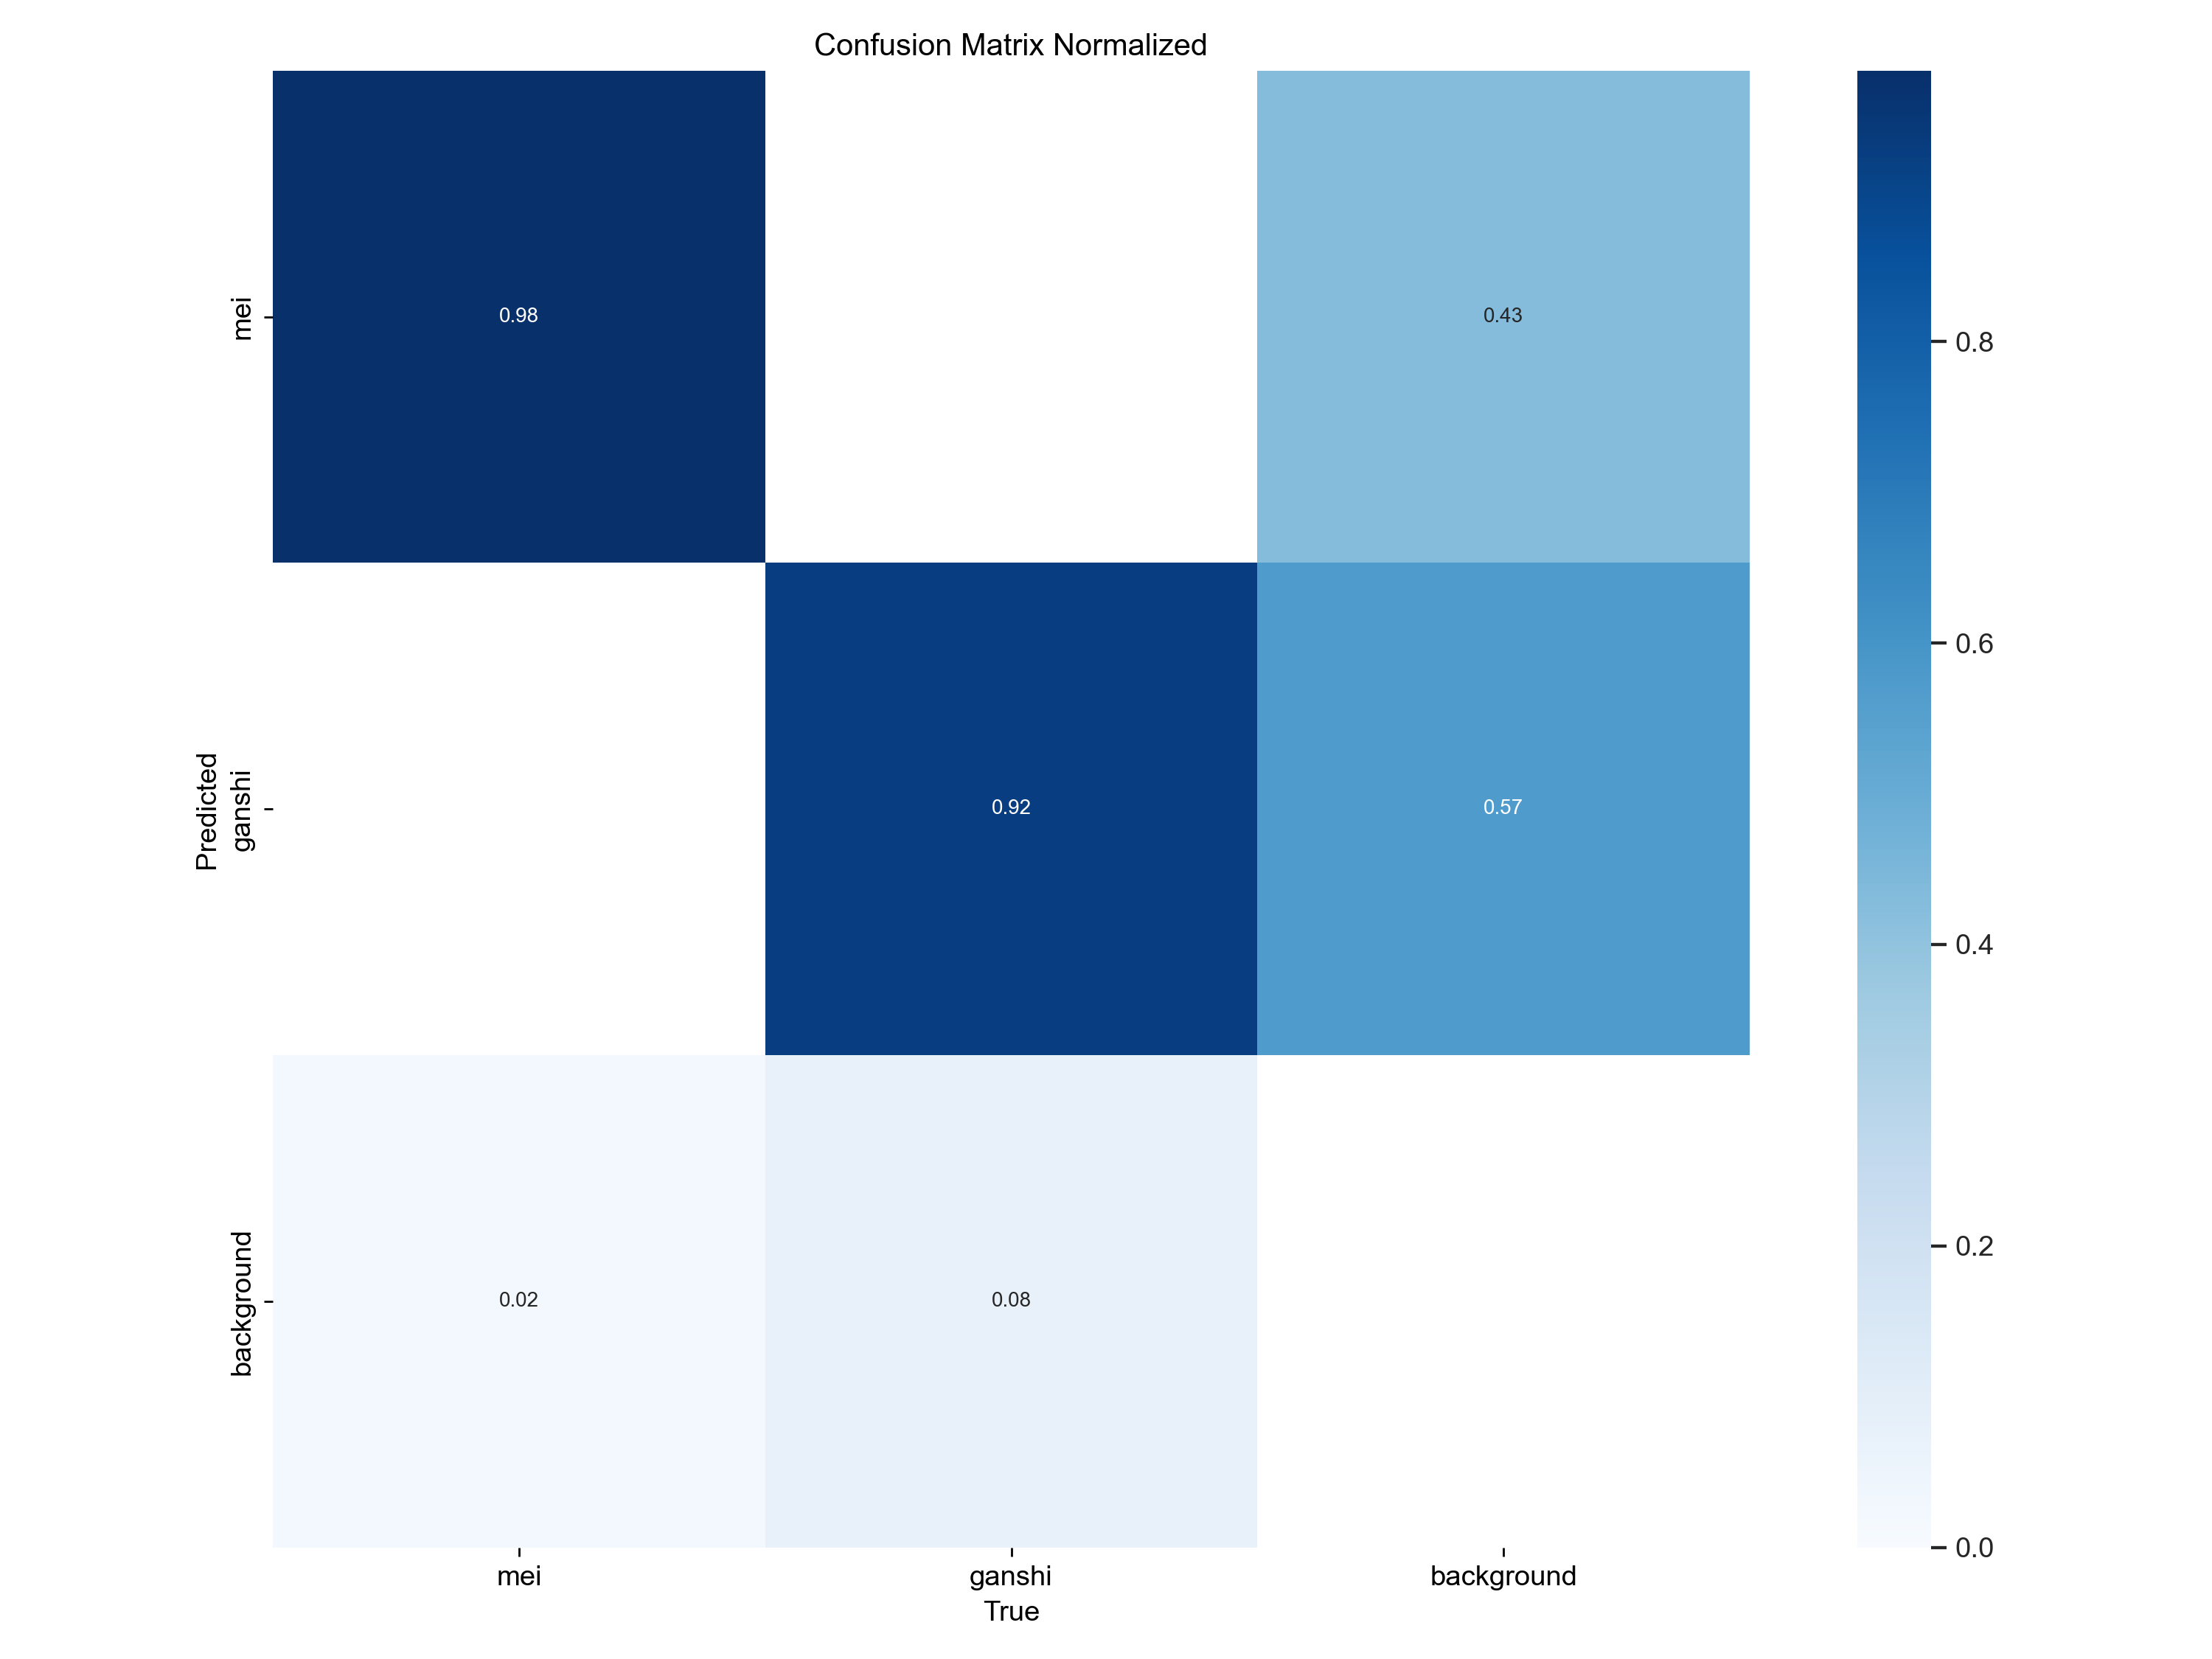 Confusion Matrix Normalized
mei
0.98
0.43
Predicted
ganshi
0.92
0.57
background
0.02
0.08
mei
ganshi
background
True
0.8
0.6
0.4
0.2
0.0